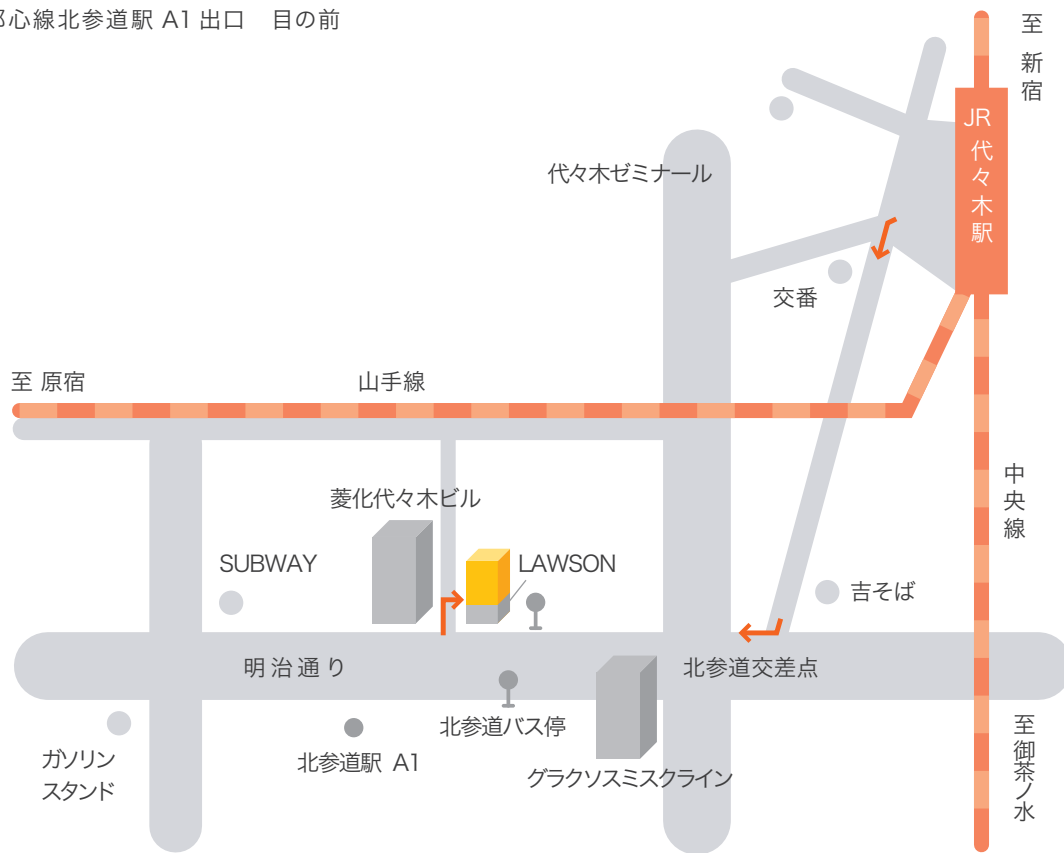 心線北参道駅 A1 出口　目の前
至 新宿
JR 代々木駅
代々木ゼミナール
交番
至 原宿
山手線
中央線
菱化代々木ビル
SUBWAY
LAWSON
吉そば
明治通り
北参道交差点
北参道バス停
北参道駅 A1
ガソリン
スタンド
グラクソスミスクライン
至 御茶ノ水